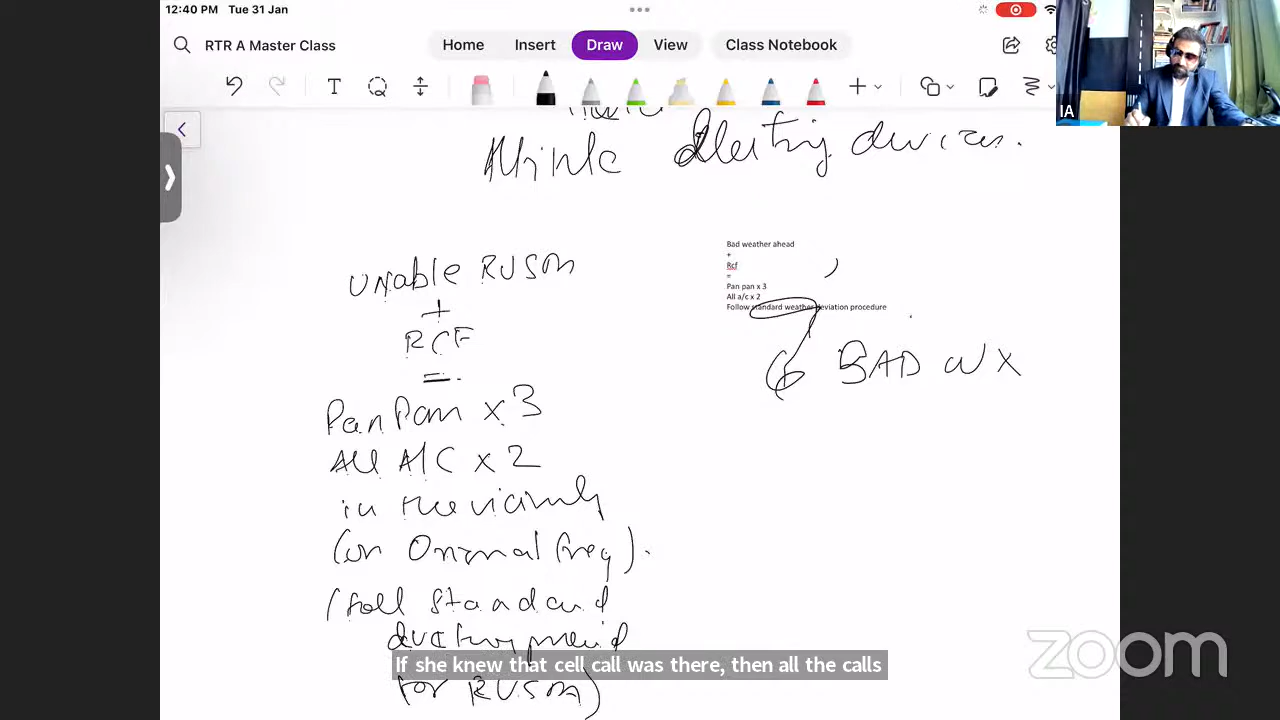 12:40 PM Tue 31 Jan
RTR A Master Class
Home Insert Draw View Class Notebook
IA
devices.
Bad weather ahead
+
Rcf
=
Pan pan x 3
All a/c x 2
Follow standard weather deviation procedure
BAD WX
unable RVSM
+
RCF
=
Pan Pan x 3
All A/C x 2
in the vicinity
(on Original freq).
(foll standard
for RVSM)
If she knew that cell call was there, then all the calls
zoom